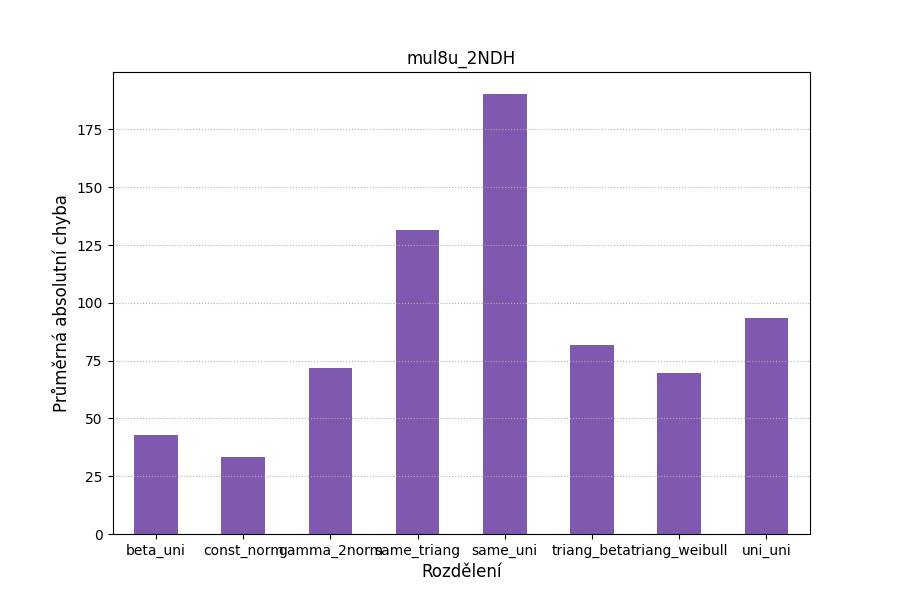 mul8u_2NDH
Průměrná absolutní chyba
175
150
125
100
75
50
25
0
beta_uni const_norm gamma_2norm same_triang same_uni triang_beta triang_weibull uni_uni
Rozdělení